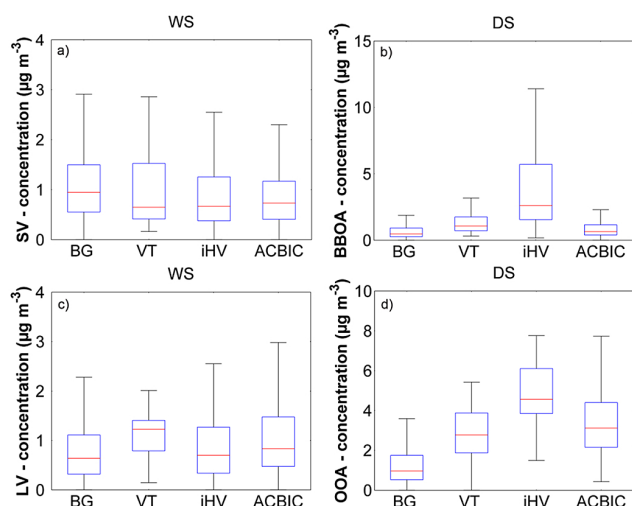 WS
a)
SV - concentration (µg m⁻³)
4
3
2
1
0
BG VT iHV ACBIC
DS
b)
BBOA - concentration (µg m⁻³)
15
10
5
0
BG VT iHV ACBIC
WS
c)
LV - concentration (µg m⁻³)
4
3
2
1
0
BG VT iHV ACBIC
DS
d)
OOA - concentration (µg m⁻³)
10
8
6
4
2
0
BG VT iHV ACBIC